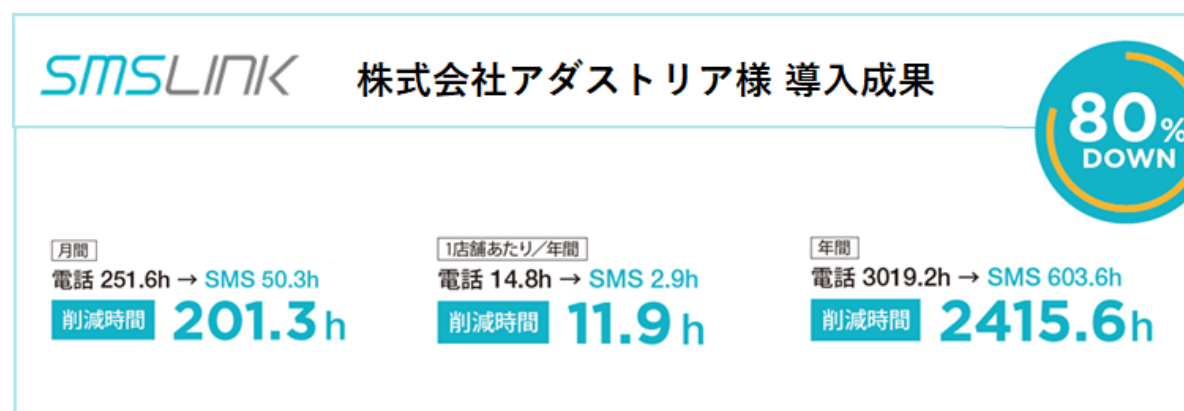 SMSLINK 株式会社アダストリア様 導入成果
80%
DOWN
月間
電話 251.6h → SMS 50.3h
削減時間 201.3h
1店舗あたり/年間
電話 14.8h → SMS 2.9h
削減時間 11.9h
年間
電話 3019.2h → SMS 603.6h
削減時間 2415.6h